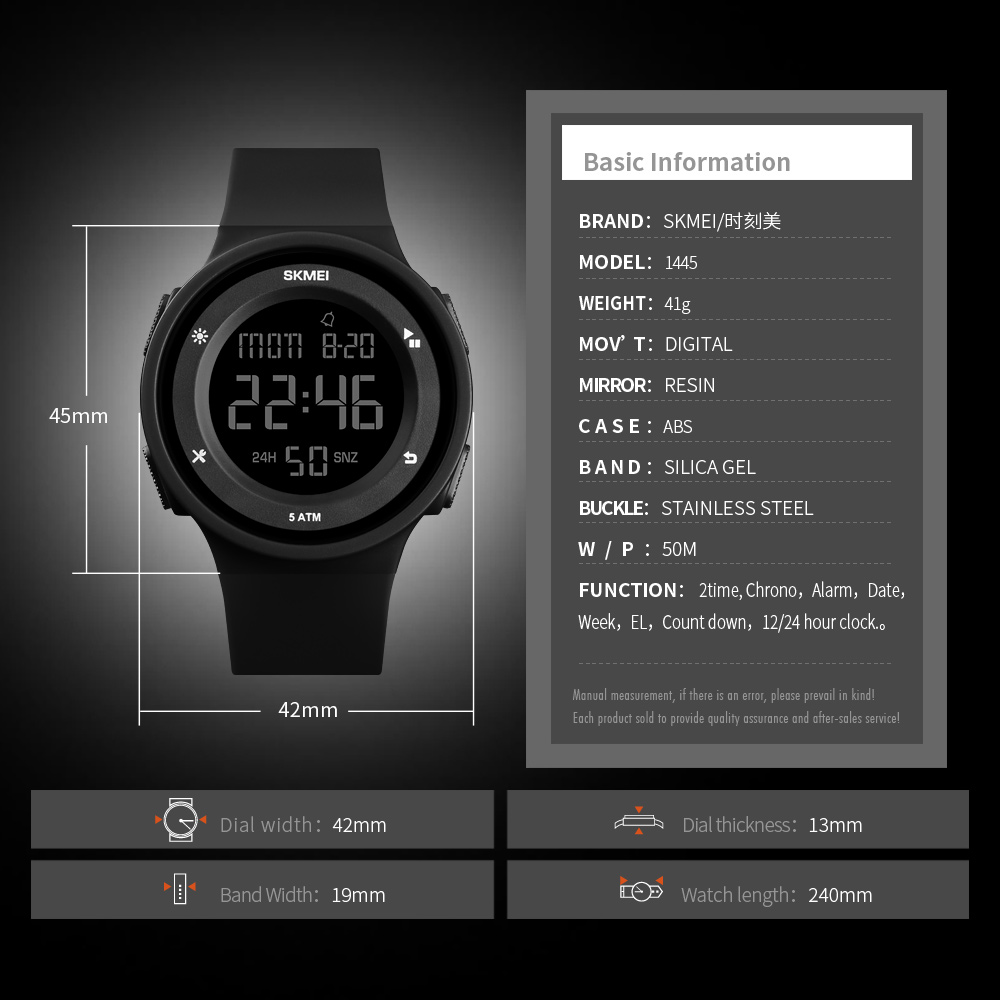 Basic Information
BRAND： SKMEI/时刻美
MODEL： 1445
WEIGHT： 41g
MOV’ T： DIGITAL
MIRROR： RESIN
CASE： ABS
BAND： SILICA GEL
BUCKLE： STAINLESS STEEL
W / P ： 50M
FUNCTION： 2time, Chrono， Alarm， Date，
Week， EL， Count down， 12/24 hour clock.。
Manual measurement, if there is an error, please prevail in kind!
Each product sold to provide quality assurance and after-sales service!
SKMEI
MON 8-20
22:46
24H 50 SNZ
5 ATM
45mm
42mm
Dial width： 42mm
Dial thickness： 13mm
Band Width： 19mm
Watch length： 240mm